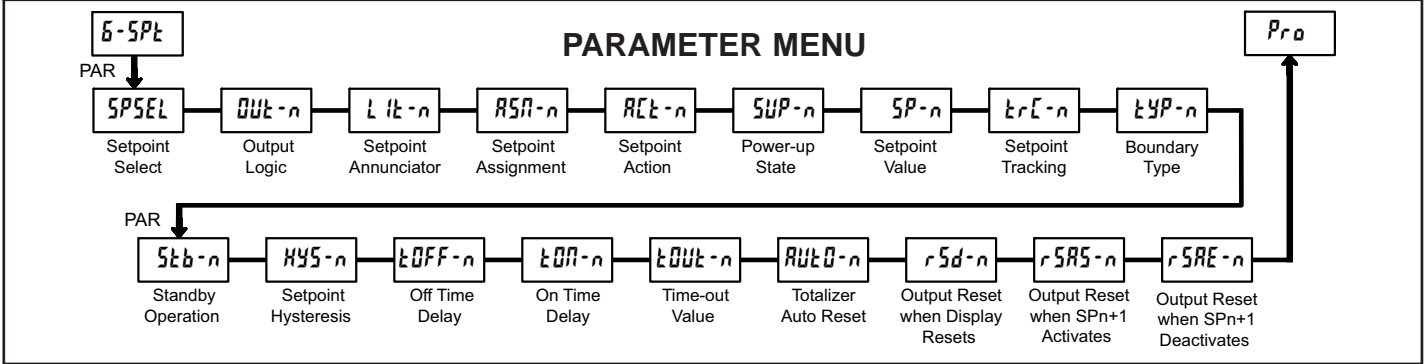 6-SPt
PARAMETER MENU
Pro
PAR
SPSEL OUt-n LIt-n ASN-n ACt-n SUP-n SP-n trC-n tYP-n
Setpoint Output Setpoint Setpoint Setpoint Power-up Setpoint Setpoint Boundary
Select Logic Annunciator Assignment Action State Value Tracking Type
PAR
Stb-n HYS-n tOFF-n tON-n tOUt-n AUtO-n rSd-n rSAS-n rSAE-n
Standby Setpoint Off Time On Time Time-out Totalizer Output Reset Output Reset Output Reset
Operation Hysteresis Delay Delay Value Auto Reset when Display when SPn+1 when SPn+1
Resets Activates Deactivates